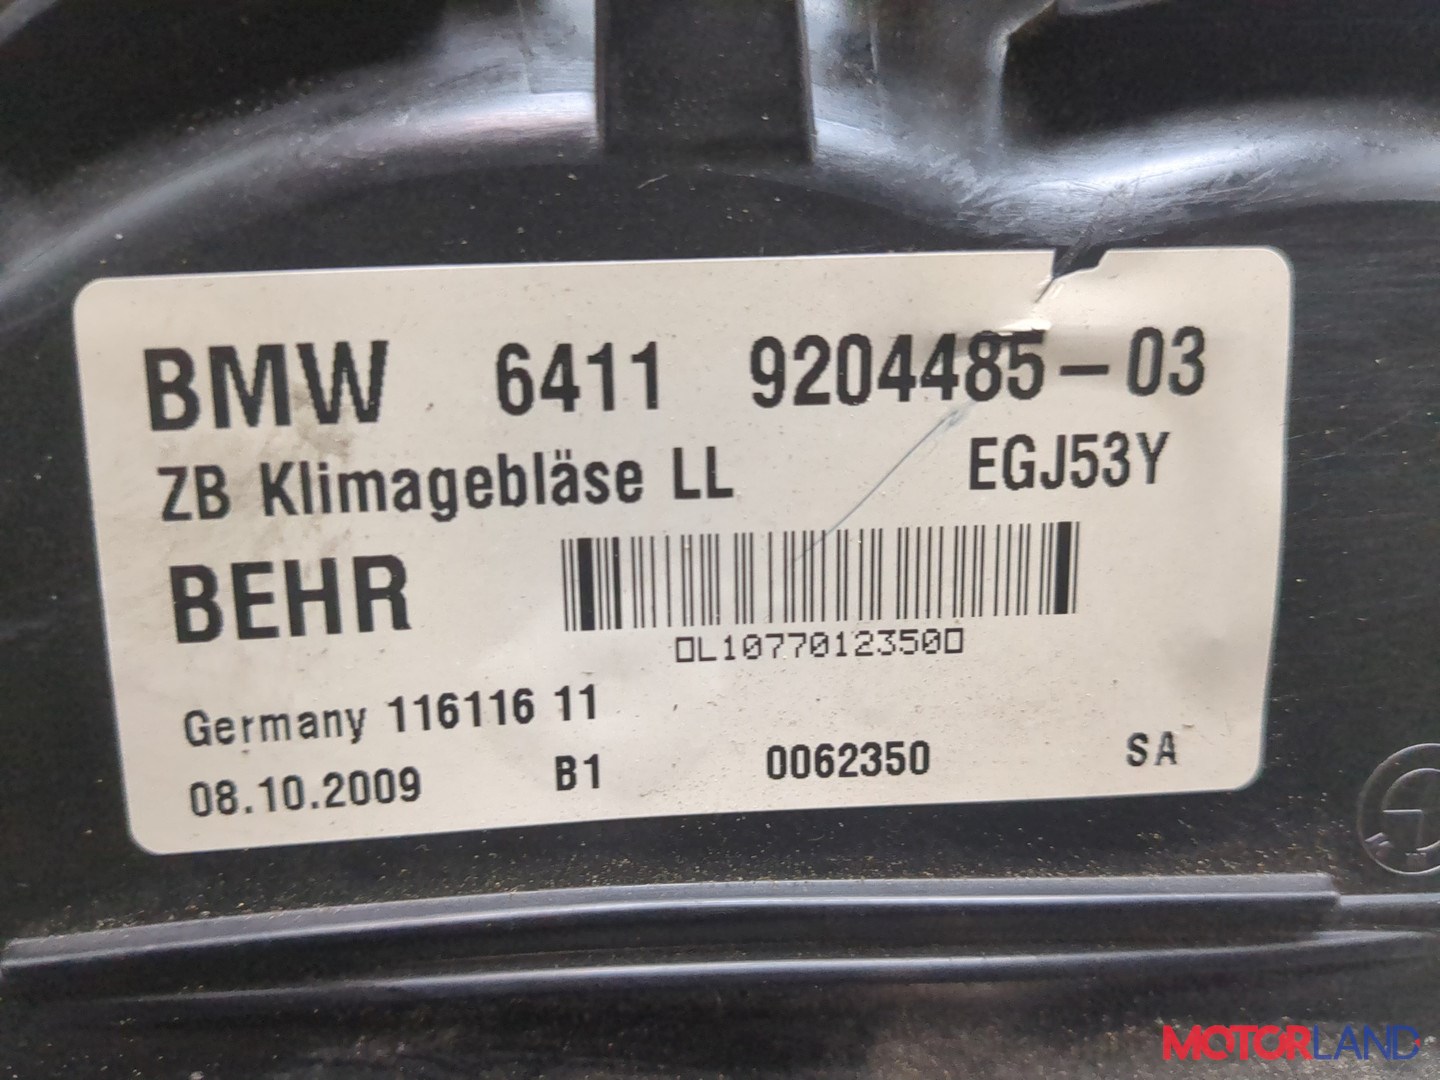 BMW 6411 9204485-03
ZB Klimagebläse LL EGJ53Y
BEHR
L1077012350
Germany 116116 11
08.10.2009 B1 0062350 SA
MOTORLAND